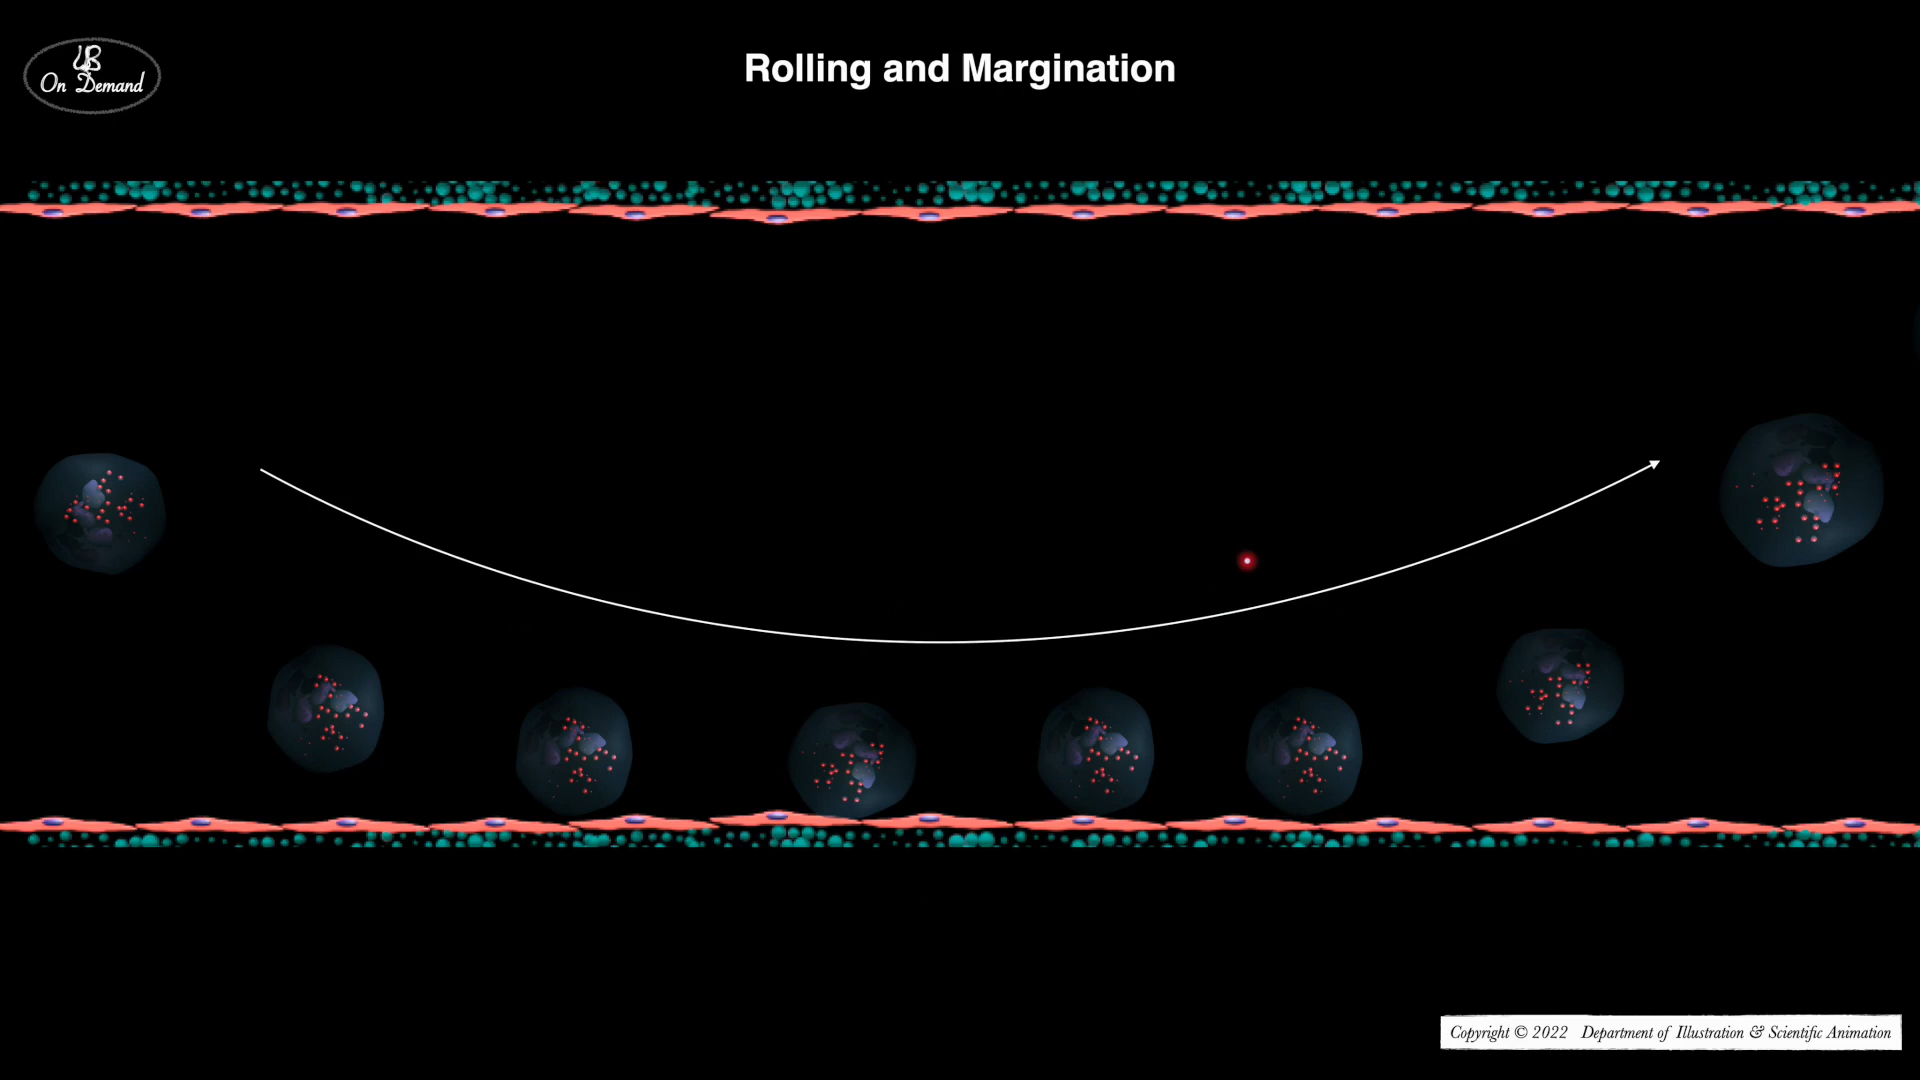 On Demand
Rolling and Margination
Copyright © 2022 Department of Illustration & Scientific Animation